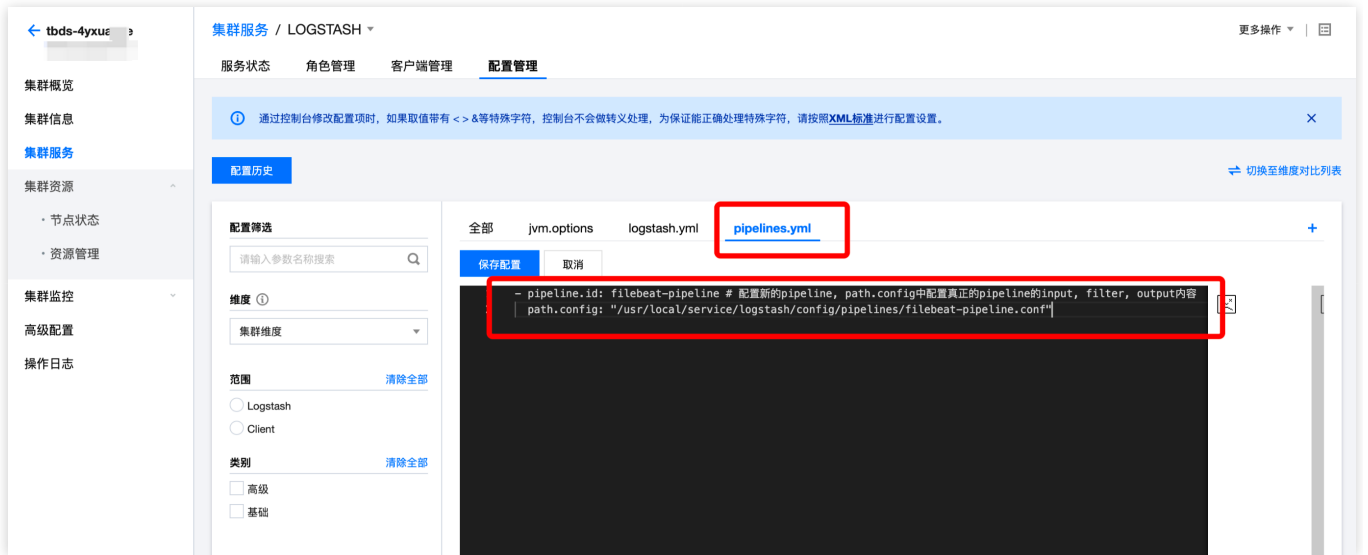 tbds-4yxua e
集群概览
集群信息
集群服务
集群资源
· 节点状态
· 资源管理
集群监控
高级配置
操作日志
集群服务 / LOGSTASH
更多操作
服务状态 角色管理 客户端管理 配置管理
通过控制台修改配置项时，如果取值带有 < > &等特殊字符，控制台不会做转义处理，为保证能正确处理特殊字符，请按照XML标准进行配置设置。
配置历史
切换至维度对比列表
配置筛选
请输入参数名称搜索
维度
集群维度
范围 清除全部
Logstash
Client
类别 清除全部
高级
基础
全部 jvm.options logstash.yml pipelines.yml
保存配置 取消
- pipeline.id: filebeat-pipeline # 配置新的pipeline, path.config中配置真正的pipeline的input, filter, output内容
path.config: "/usr/local/service/logstash/config/pipelines/filebeat-pipeline.conf"